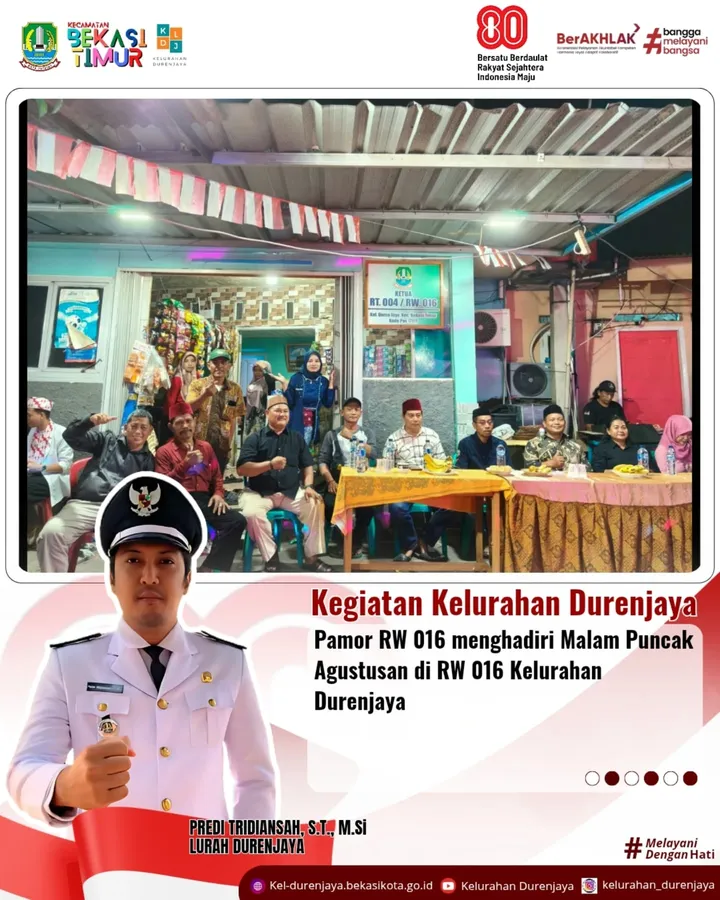 KECAMATAN
BEKASI
TIMUR
K L
D J
KELURAHAN
DURENJAYA
80
Bersatu Berdaulat
Rakyat Sejahtera
Indonesia Maju
BerAKHLAK
#bangga
melayani
bangsa
KETUA
RT. 004 / RW 016
Kegiatan Kelurahan Durenjaya
Pamor RW 016 menghadiri Malam Puncak
Agustusan di RW 016 Kelurahan
Durenjaya
PREDI TRIDIANSAH, S.T., M.Si
LURAH DURENJAYA
#Melayani
DenganHati
Kel-durenjaya.bekasikota.go.id
Kelurahan Durenjaya
kelurahan_durenjaya